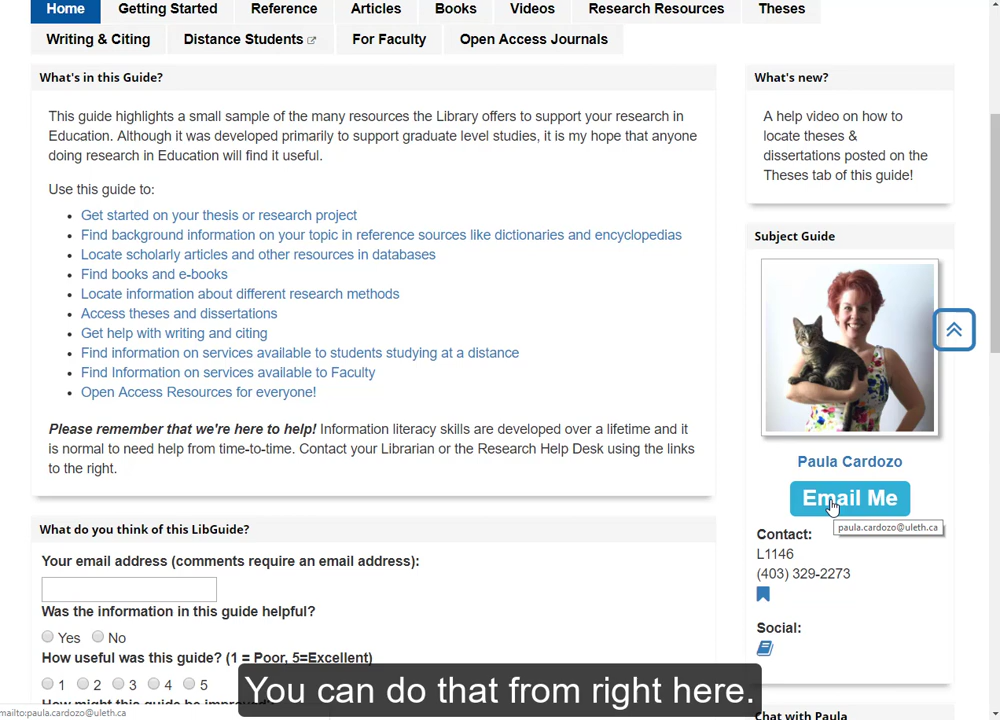 Home Getting Started Reference Articles Books Videos Research Resources Theses
Writing & Citing Distance Students For Faculty Open Access Journals
What's in this Guide?
This guide highlights a small sample of the many resources the Library offers to support your research in
Education. Although it was developed primarily to support graduate level studies, it is my hope that anyone
doing research in Education will find it useful.
Use this guide to:
Get started on your thesis or research project
Find background information on your topic in reference sources like dictionaries and encyclopedias
Locate scholarly articles and other resources in databases
Find books and e-books
Locate information about different research methods
Access theses and dissertations
Get help with writing and citing
Find information on services available to students studying at a distance
Find Information on services available to Faculty
Open Access Resources for everyone!
Please remember that we're here to help! Information literacy skills are developed over a lifetime and it
is normal to need help from time-to-time. Contact your Librarian or the Research Help Desk using the links
to the right.
What do you think of this LibGuide?
Your email address (comments require an email address):
Was the information in this guide helpful?
Yes No
How useful was this guide? (1 = Poor, 5=Excellent)
1 2 3 4 5
How might this guide be improved
What's new?
A help video on how to
locate theses &
dissertations posted on the
Theses tab of this guide!
Subject Guide
Paula Cardozo
Email Me
paula.cardozo@uleth.ca
Contact:
L1146
(403) 329-2273
Social:
Chat with Paula
You can do that from right here.
mailto:paula.cardozo@uleth.ca